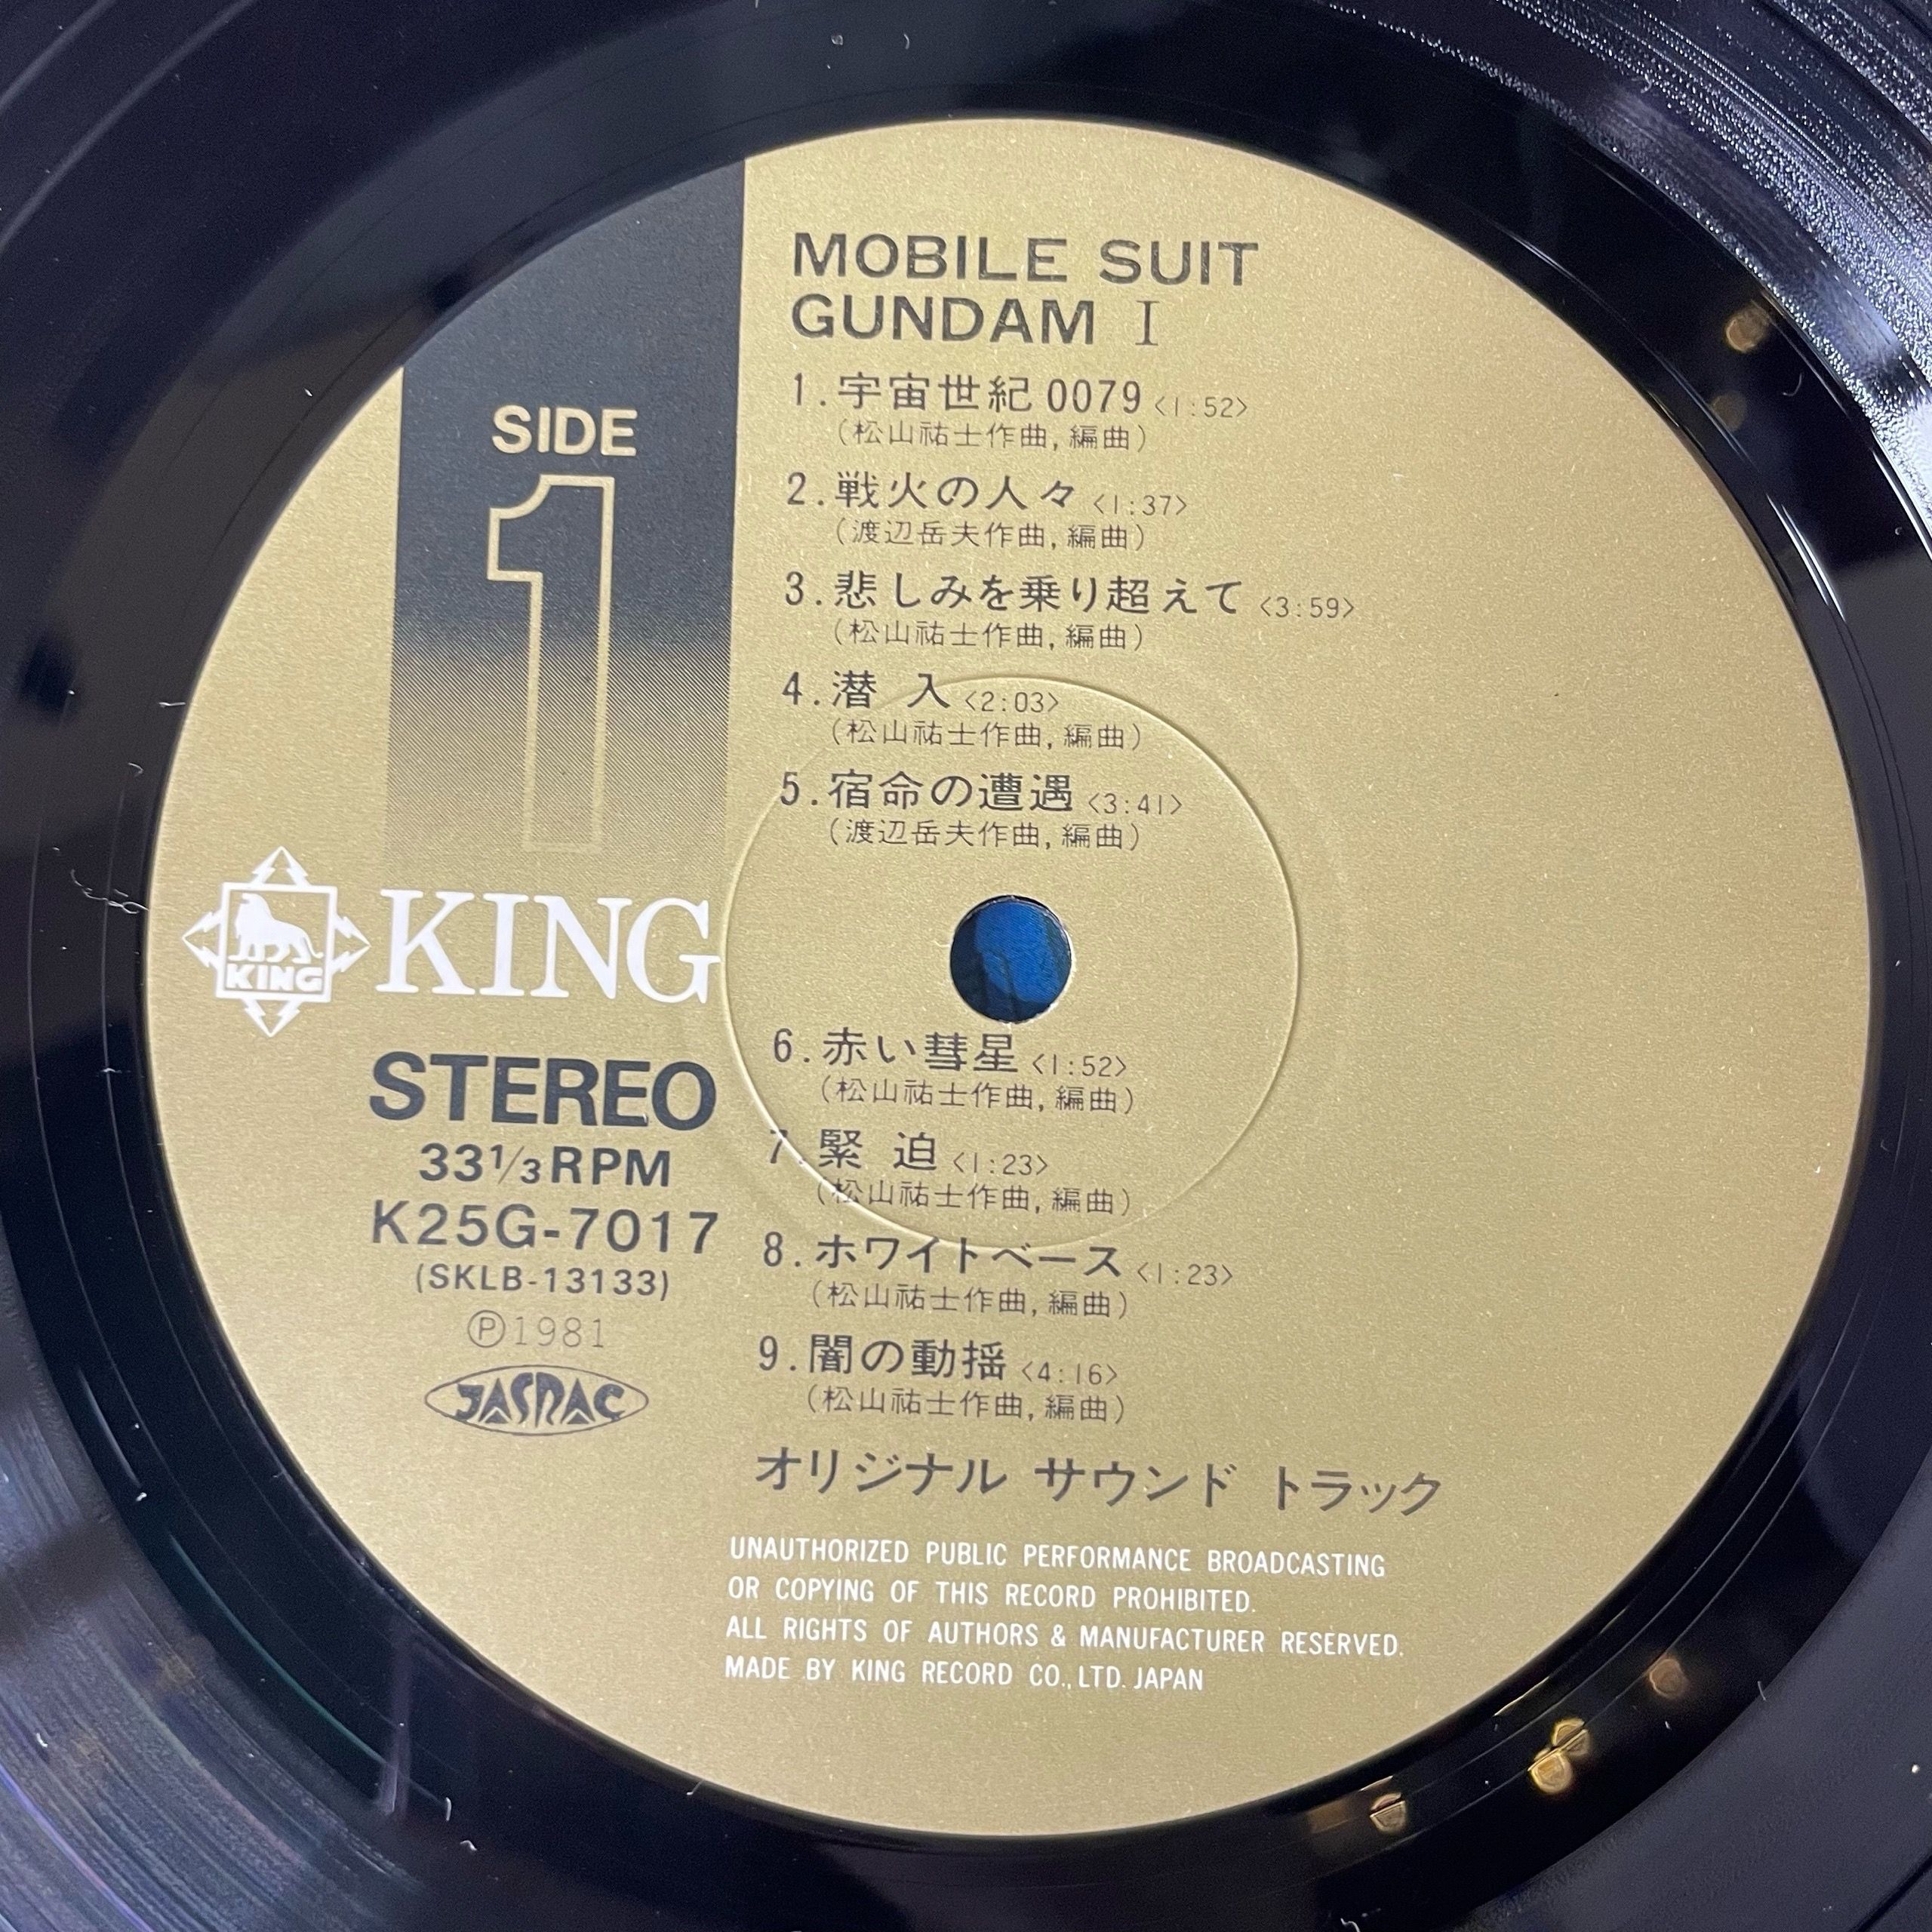 MOBILE SUIT
GUNDAM I
1.宇宙世紀0079 <1:52>
(松山祐士作曲,編曲)
2.戦火の人々 <1:37>
(渡辺岳夫作曲,編曲)
3.悲しみを乗り超えて <3:59>
(松山祐士作曲,編曲)
4.潜 入 <2:03>
(松山祐士作曲,編曲)
5.宿命の遭遇 <3:41>
(渡辺岳夫作曲,編曲)
6.赤い彗星 <1:52>
(松山祐士作曲,編曲)
7.緊 迫 <1:23>
(松山祐士作曲,編曲)
8.ホワイトベース <1:23>
(松山祐士作曲,編曲)
9.闇の動揺 <4:16>
(松山祐士作曲,編曲)
オリジナル サウンド トラック
SIDE
1
KING
KING
STEREO
33⅓RPM
K25G-7017
(SKLB-13133)
Ⓟ1981
JASRAC
UNAUTHORIZED PUBLIC PERFORMANCE BROADCASTING
OR COPYING OF THIS RECORD PROHIBITED.
ALL RIGHTS OF AUTHORS & MANUFACTURER RESERVED.
MADE BY KING RECORD CO.,LTD. JAPAN